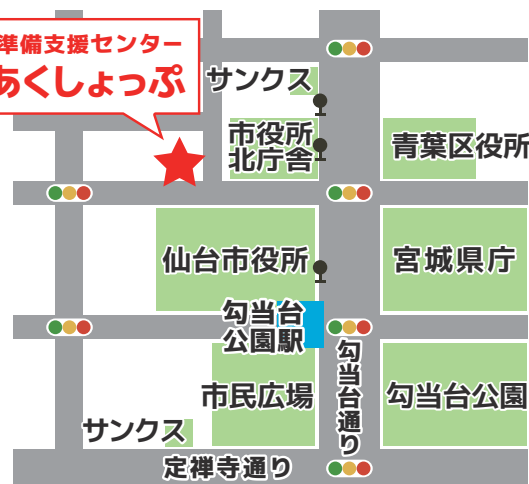 準備支援センター
あくしょっぷ
サンクス
市役所
北庁舎
青葉区役所
仙台市役所
宮城県庁
勾当台
公園駅
勾当台通り
市民広場
勾当台公園
サンクス
定禅寺通り